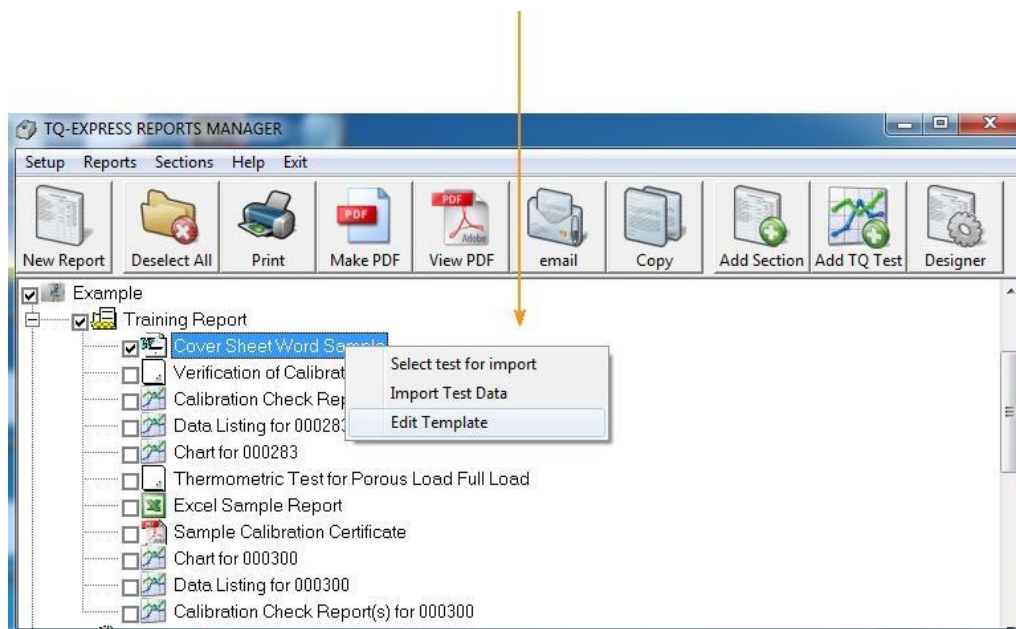 TQ-EXPRESS REPORTS MANAGER
Setup Reports Sections Help Exit
PDF PDF Adobe
New Report Deselect All Print Make PDF View PDF email Copy Add Section Add TQ Test Designer
Example
Training Report
Cover Sheet Word Sample
Select test for import
Verification of Calibrat
Import Test Data
Calibration Check Rep
Edit Template
Data Listing for 000283
Chart for 000283
Thermometric Test for Porous Load Full Load
Excel Sample Report
Sample Calibration Certificate
Chart for 000300
Data Listing for 000300
Calibration Check Report(s) for 000300